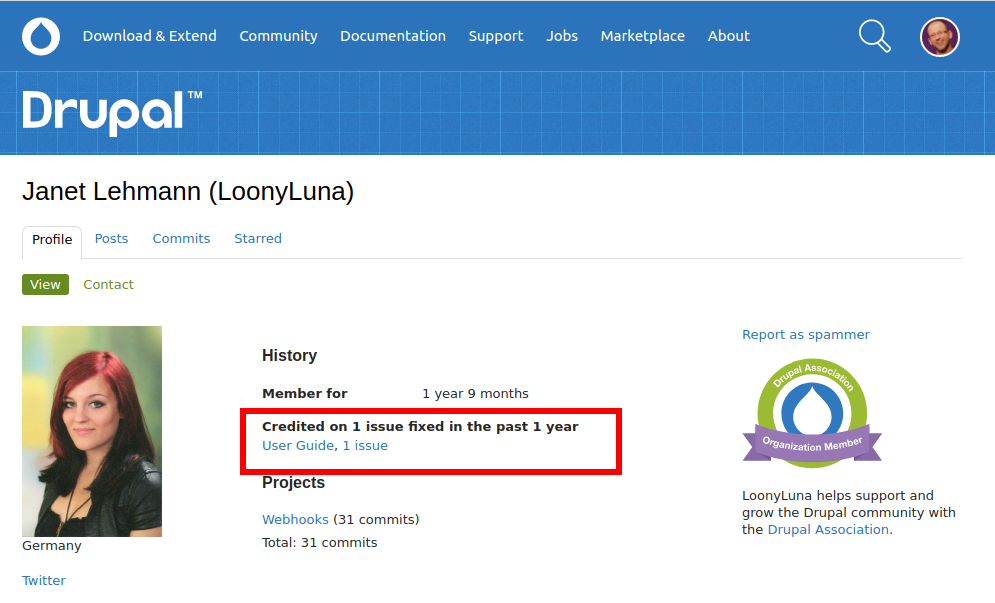 Download & Extend Community Documentation Support Jobs Marketplace About
Drupal™
Janet Lehmann (LoonyLuna)
Profile Posts Commits Starred
View Contact
Germany
Twitter
History
Member for 1 year 9 months
Credited on 1 issue fixed in the past 1 year
User Guide, 1 issue
Projects
Webhooks (31 commits)
Total: 31 commits
Report as spammer
Drupal Association
Organization Member
LoonyLuna helps support and
grow the Drupal community with
the Drupal Association.